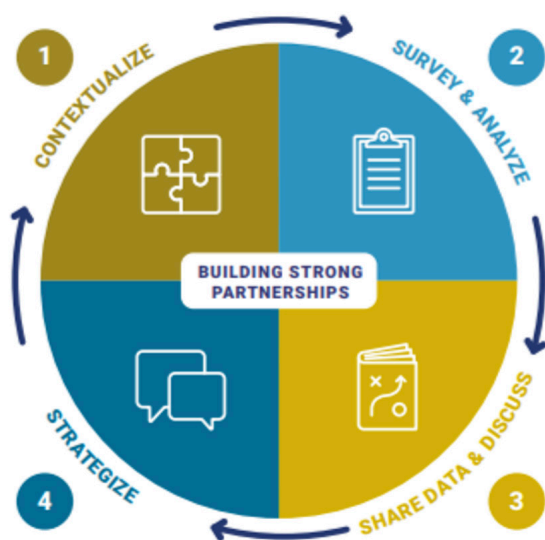 1
CONTEXTUALIZE
2
SURVEY & ANALYZE
BUILDING STRONG
PARTNERSHIPS
3
SHARE DATA & DISCUSS
4
STRATEGIZE